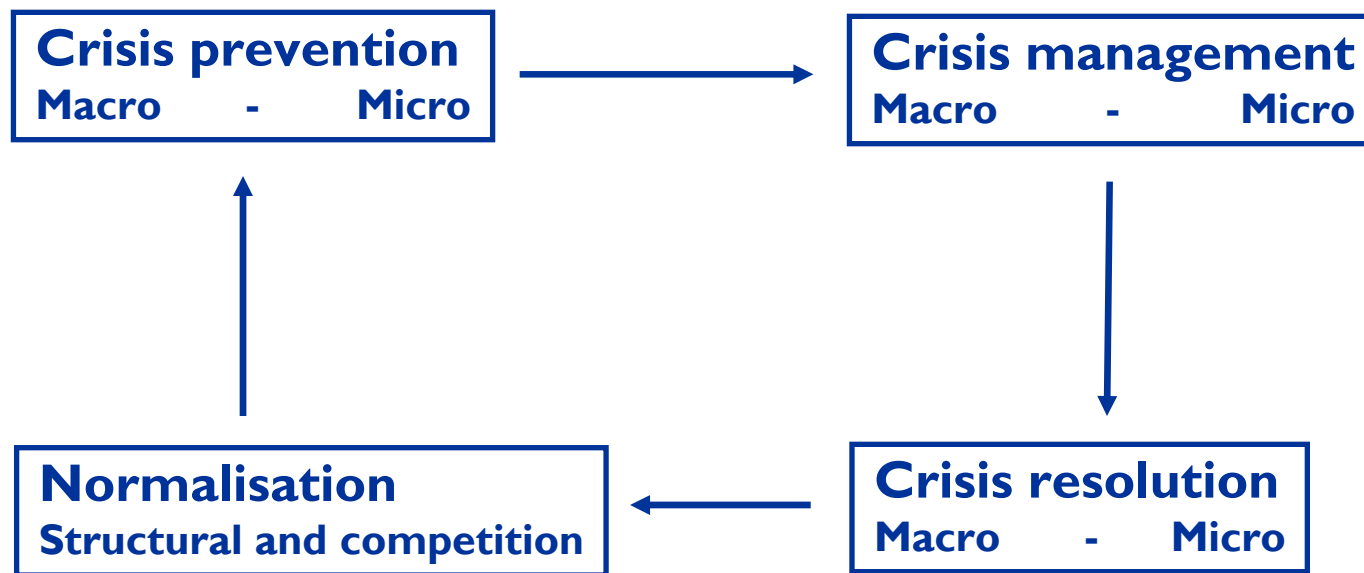 Crisis prevention
Macro - Micro
Crisis management
Macro - Micro
Normalisation
Structural and competition
Crisis resolution
Macro - Micro